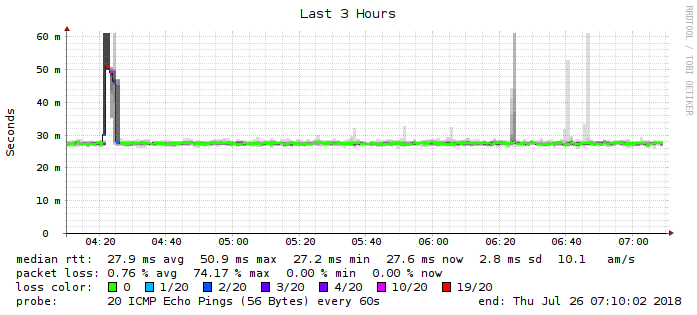 Last 3 Hours
RRDTOOL / TOBI OETIKER
Seconds
60 m
50 m
40 m
30 m
20 m
10 m
0
04:20 04:40 05:00 05:20 05:40 06:00 06:20 06:40 07:00
median rtt: 27.9 ms avg 50.9 ms max 27.2 ms min 27.6 ms now 2.8 ms sd 10.1 am/s
packet loss: 0.76 % avg 74.17 % max 0.00 % min 0.00 % now
loss color: 0 1/20 2/20 3/20 4/20 10/20 19/20
probe: 20 ICMP Echo Pings (56 Bytes) every 60s end: Thu Jul 26 07:10:02 2018